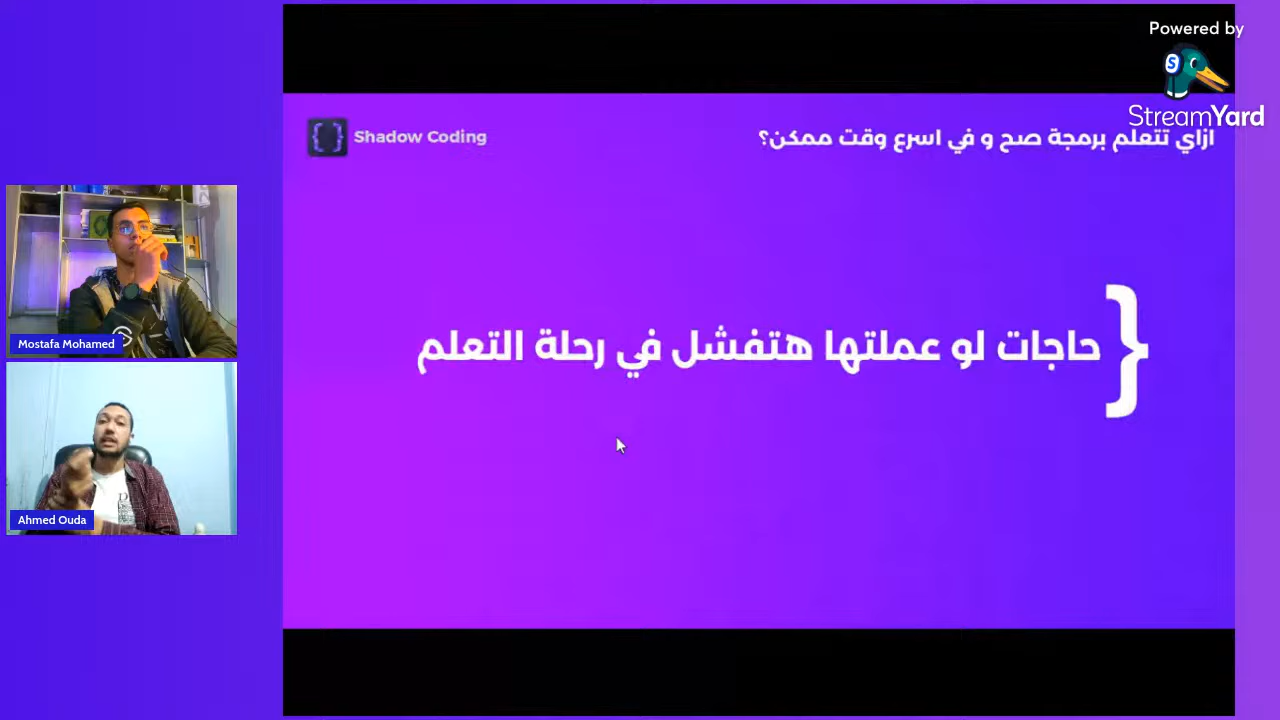 Powered by
StreamYard
Shadow Coding
ازاي تتعلم برمجة صح و في اسرع وقت ممكن؟
حاجات لو عملتها هتفشل في رحلة التعلم
Mostafa Mohamed
Ahmed Ouda